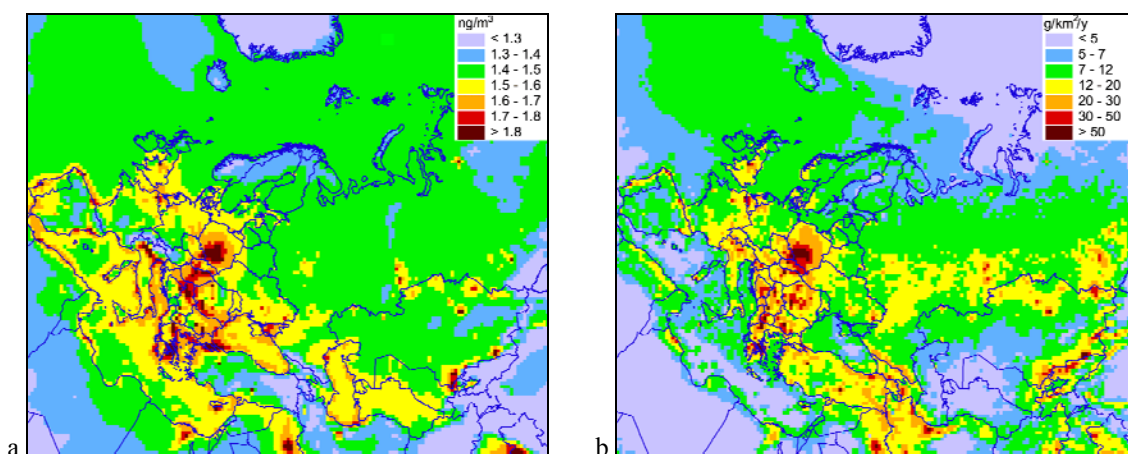 ng/m³
< 1.3
1.3 - 1.4
1.4 - 1.5
1.5 - 1.6
1.6 - 1.7
1.7 - 1.8
> 1.8
a
g/km²/y
< 5
5 - 7
7 - 12
12 - 20
20 - 30
30 - 50
> 50
b